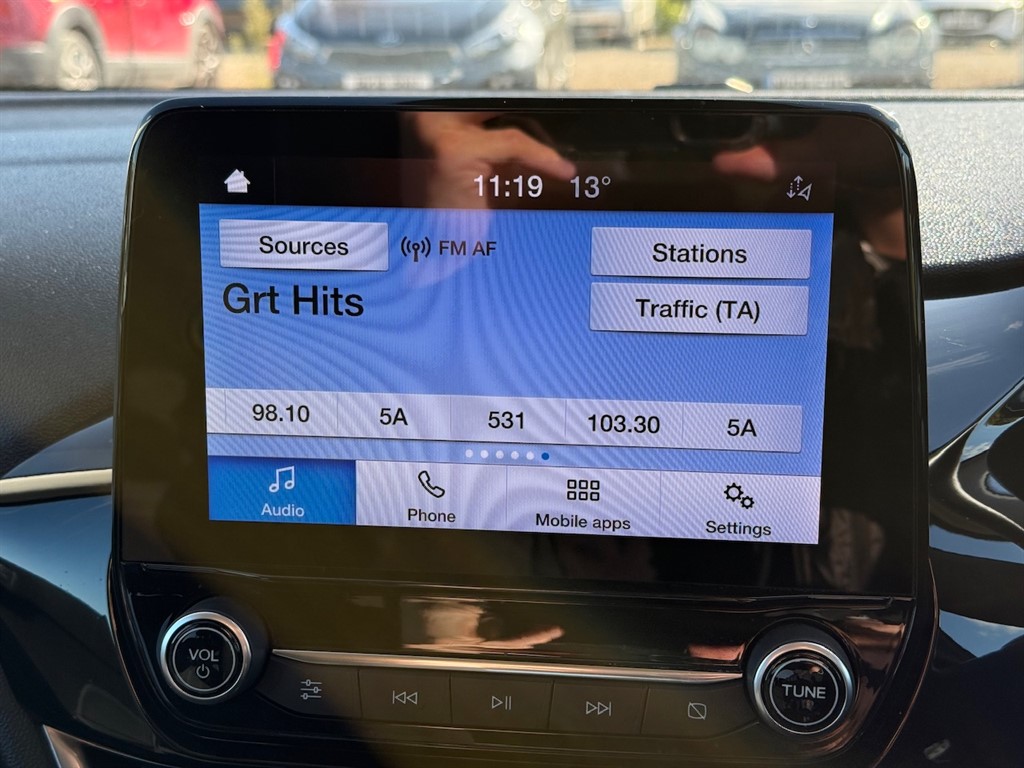 11:19 13°
Sources FM AF Stations
Grt Hits Traffic (TA)
98.10 5A 531 103.30 5A
Audio Phone Mobile apps Settings
VOL TUNE